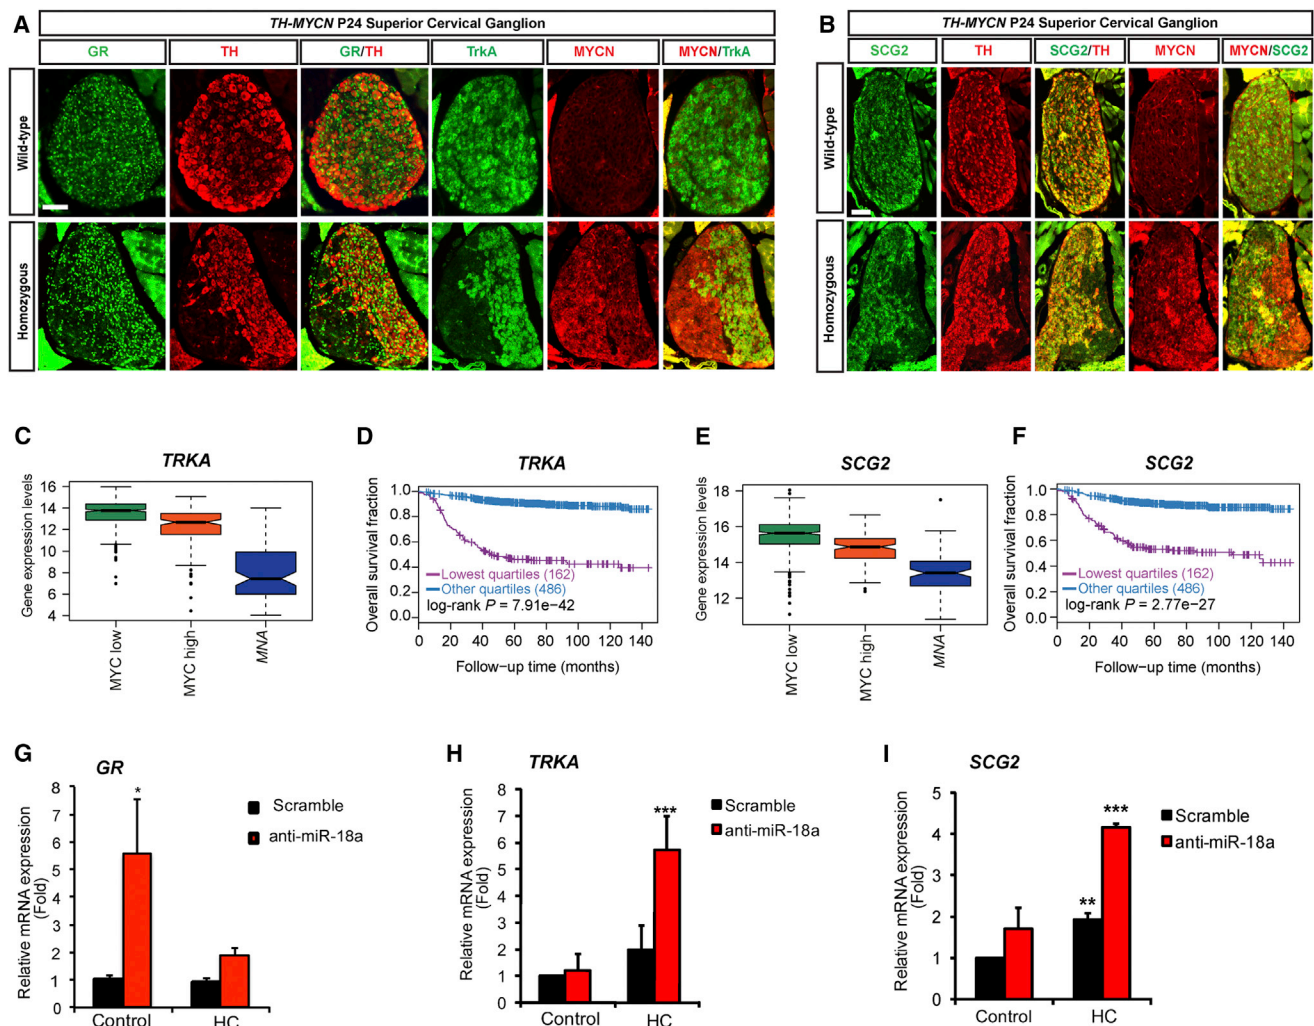 A
TH-MYCN P24 Superior Cervical Ganglion
GR TH GR/TH TrkA MYCN MYCN/TrkA
Wild-type
Homozygous
B
TH-MYCN P24 Superior Cervical Ganglion
SCG2 TH SCG2/TH MYCN MYCN/SCG2
Wild-type
Homozygous
C
TRKA
Gene expression levels
16
14
12
10
8
6
4
MYC low MYC high MNA
D
TRKA
Overall survival fraction
1.0
0.8
0.6
0.4
0.2
0.0
Lowest quartiles (162)
Other quartiles (486)
log-rank P = 7.91e−42
0 20 40 60 80 100 120 140
Follow−up time (months)
E
SCG2
Gene expression levels
18
16
14
12
MYC low MYC high MNA
F
SCG2
Overall survival fraction
1.0
0.8
0.6
0.4
0.2
0.0
Lowest quartiles (162)
Other quartiles (486)
log-rank P = 2.77e−27
0 20 40 60 80 100 120 140
Follow−up time (months)
G
GR
Relative mRNA expression
(Fold)
8
7
6
5
4
3
2
1
0
*
Scramble
anti-miR-18a
Control HC
H
TRKA
Relative mRNA expression
(Fold)
8
7
6
5
4
3
2
1
0
***
Scramble
anti-miR-18a
Control HC
I
SCG2
Relative mRNA expression
(Fold)
5
4
3
2
1
0
**
***
Scramble
anti-miR-18a
Control HC